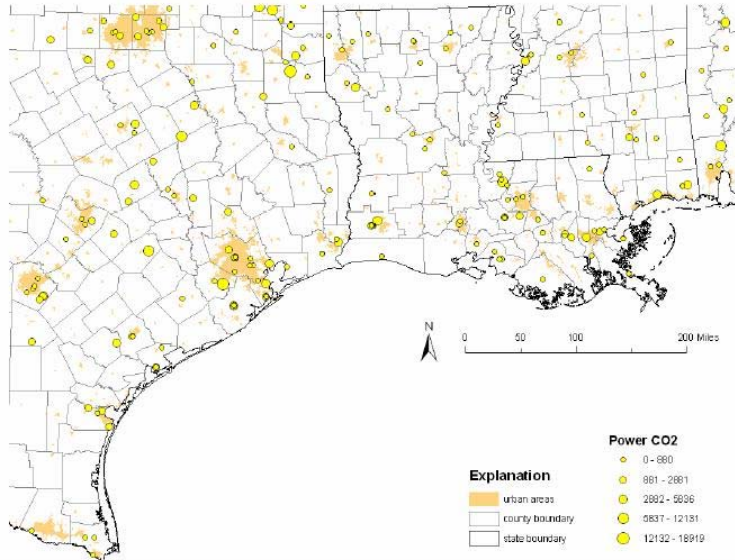 N
0 50 100 200 Miles
Power CO2
0 - 880
881 - 2881
2882 - 5836
5837 - 12131
12132 - 18919
Explanation
urban areas
county boundary
state boundary